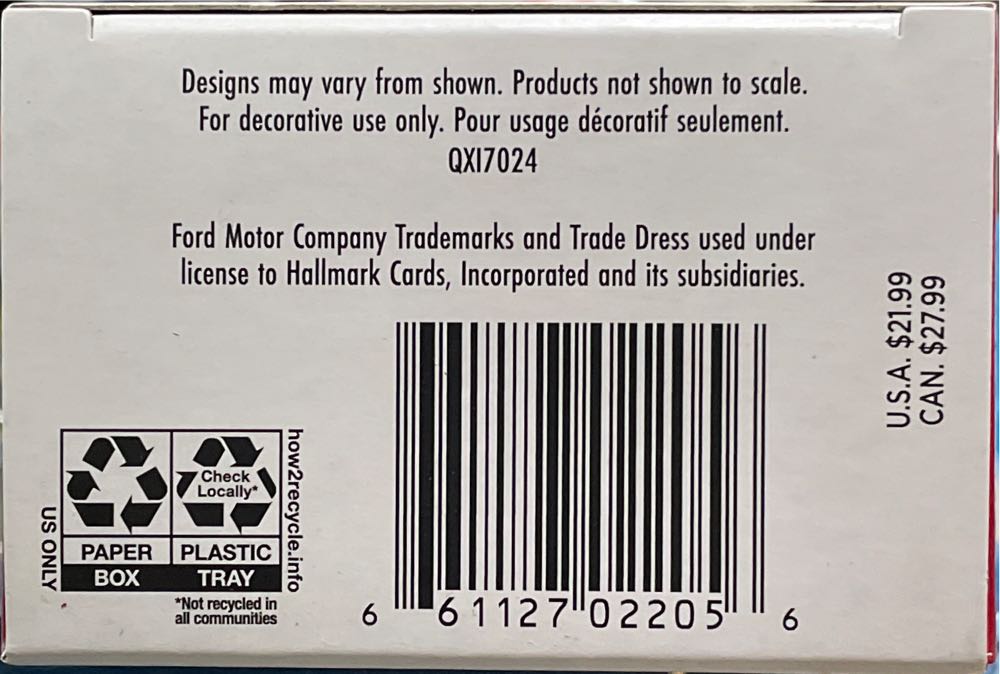 Designs may vary from shown. Products not shown to scale.
For decorative use only. Pour usage décoratif seulement.
QXI7024
Ford Motor Company Trademarks and Trade Dress used under
license to Hallmark Cards, Incorporated and its subsidiaries.
U.S.A. $21.99
CAN. $27.99
US ONLY
Check
Locally*
PAPER
PLASTIC
BOX
TRAY
how2recycle.info
*Not recycled in
all communities
6 61127 02205 6